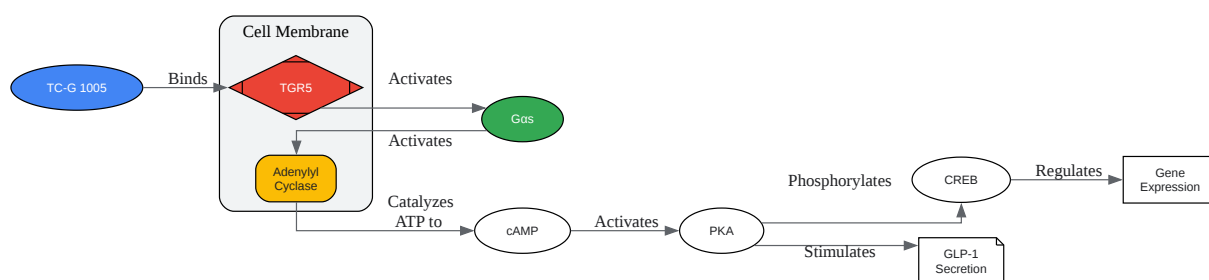 Cell Membrane
TC-G 1005
Binds
TGR5
Activates
Gαs
Activates
Adenylyl
Cyclase
Catalyzes
ATP to
cAMP
Activates
PKA
Phosphorylates
CREB
Regulates
Gene
Expression
Stimulates
GLP-1
Secretion